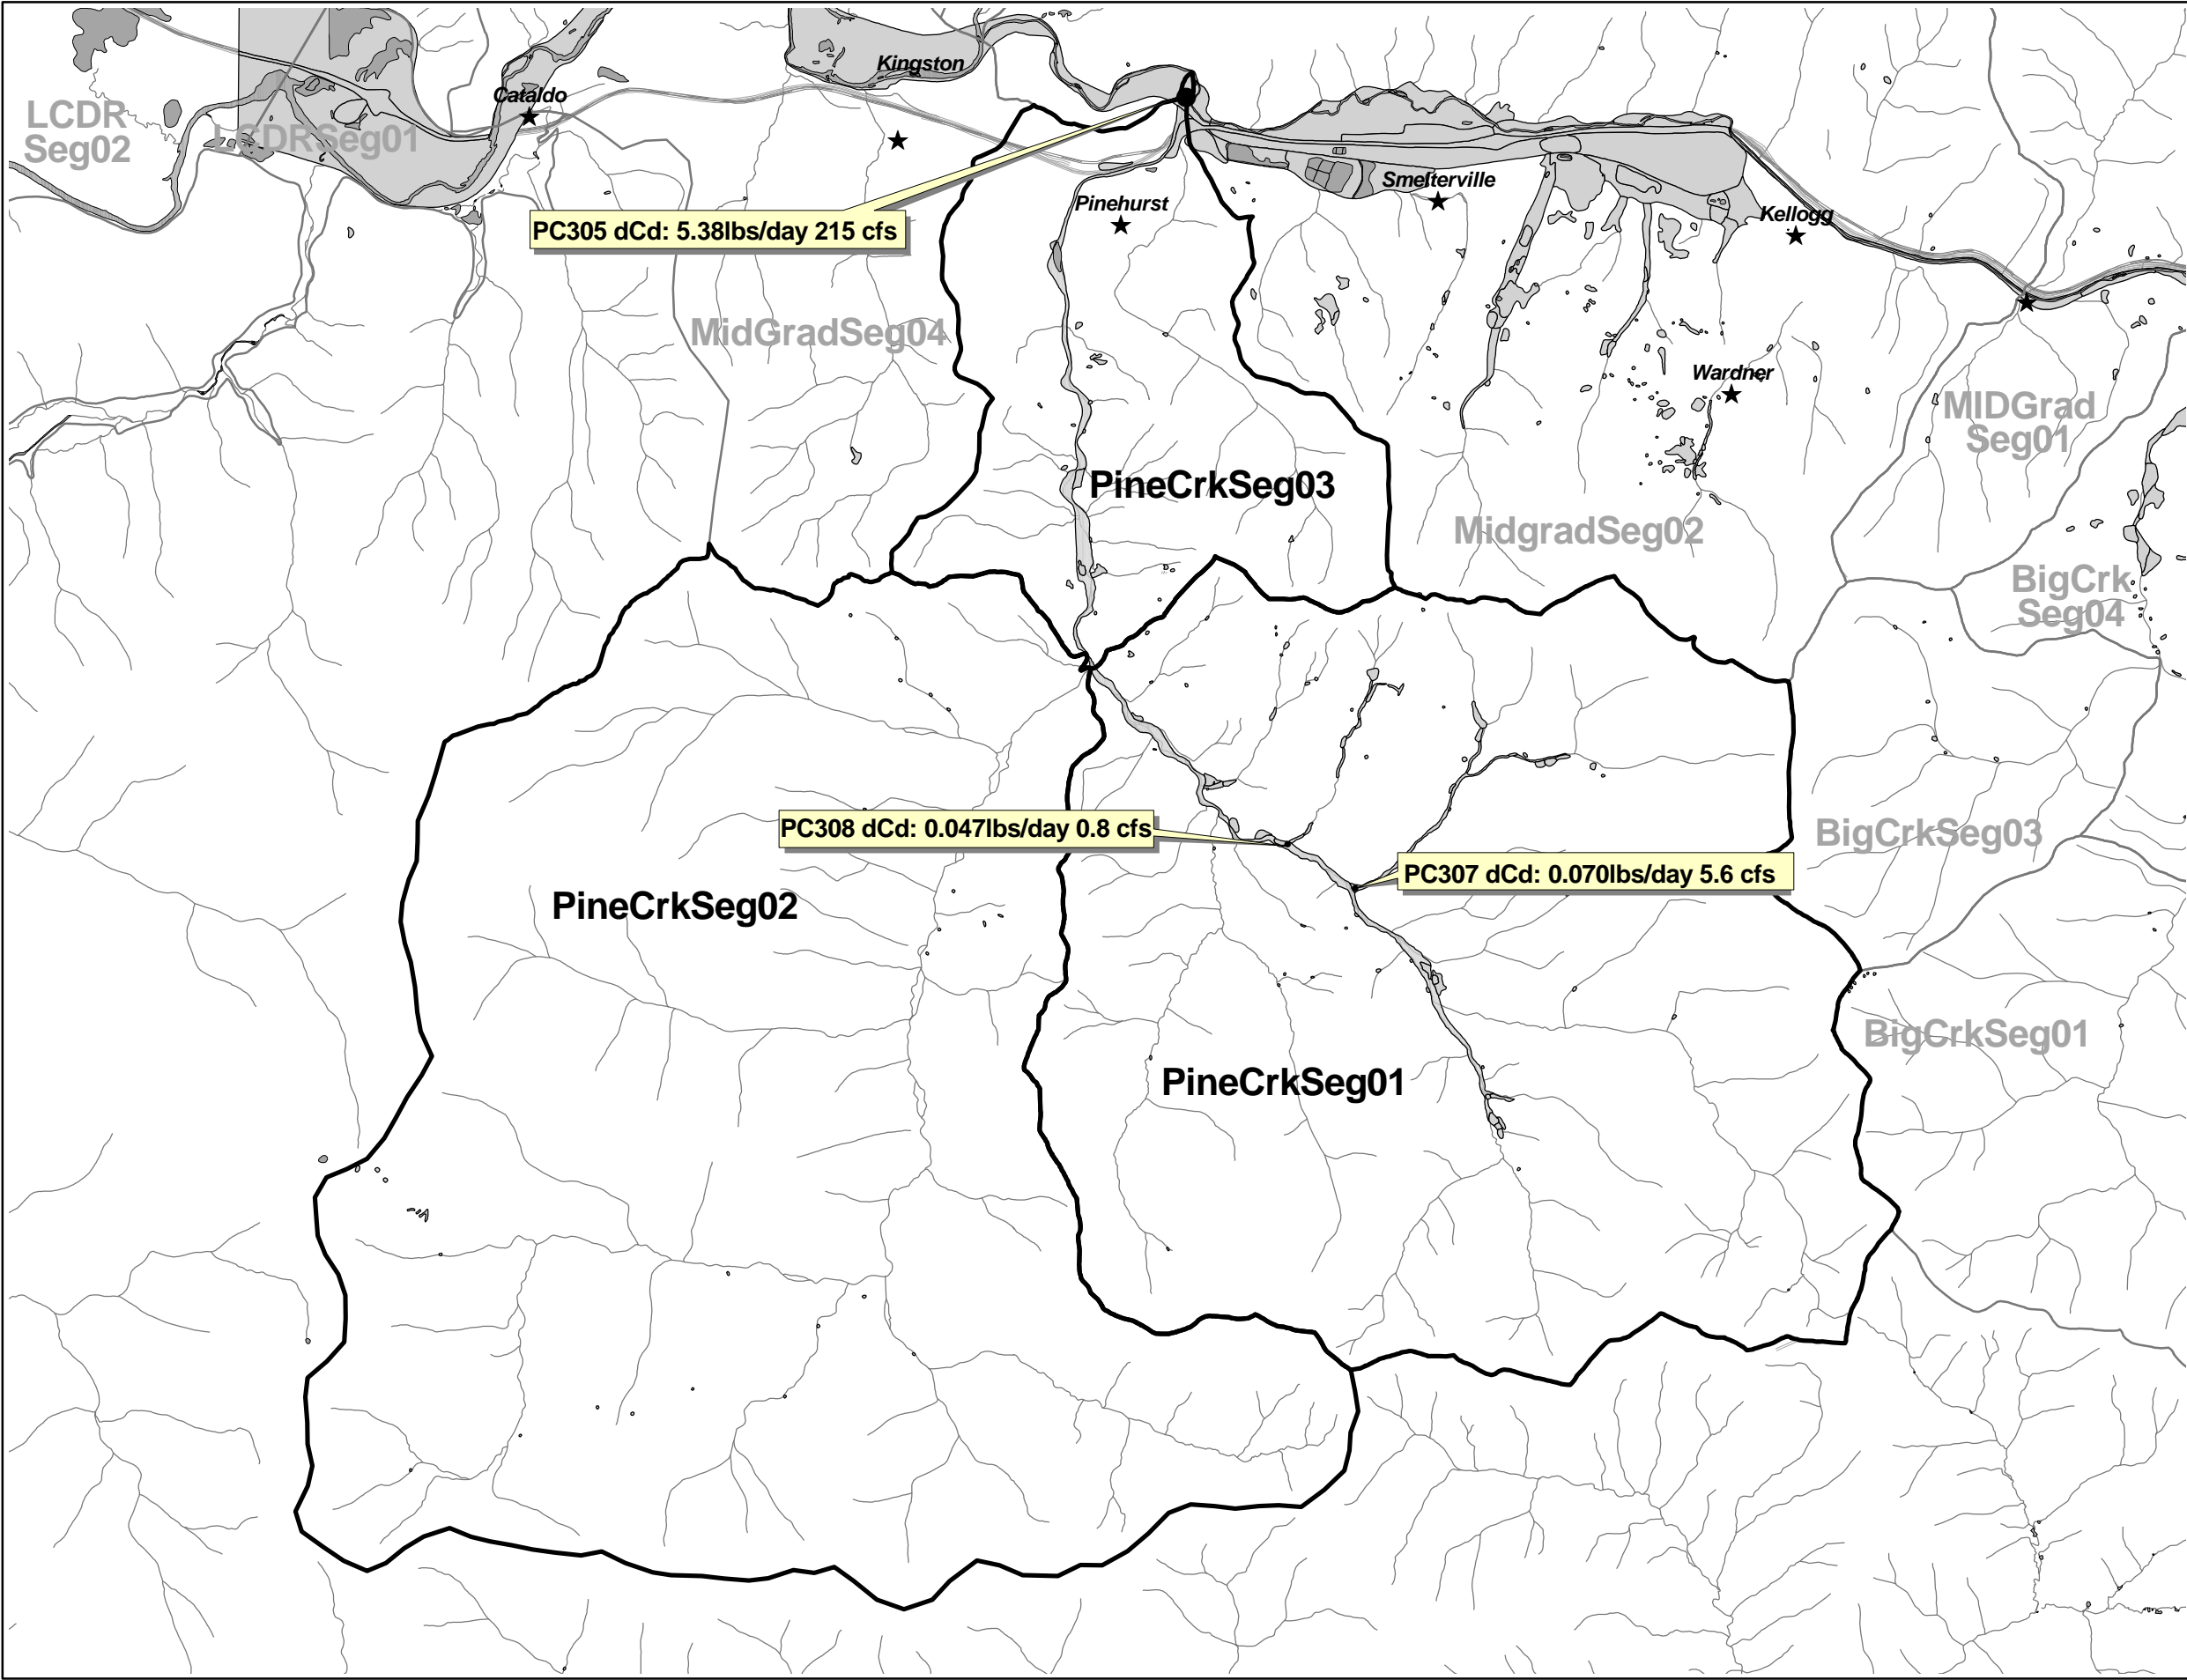 Kingston
Cataldo
LCDR
Seg02
LCDRSeg01
Smelterville
Pinehurst
Kellogg
PC305 dCd: 5.38lbs/day 215 cfs
MidGradSeg04
Wardner
MIDGrad
Seg01
PineCrkSeg03
MidgradSeg02
BigCrk
Seg04
PC308 dCd: 0.047lbs/day 0.8 cfs
BigCrkSeg03
PC307 dCd: 0.070lbs/day 5.6 cfs
PineCrkSeg02
BigCrkSeg01
PineCrkSeg01